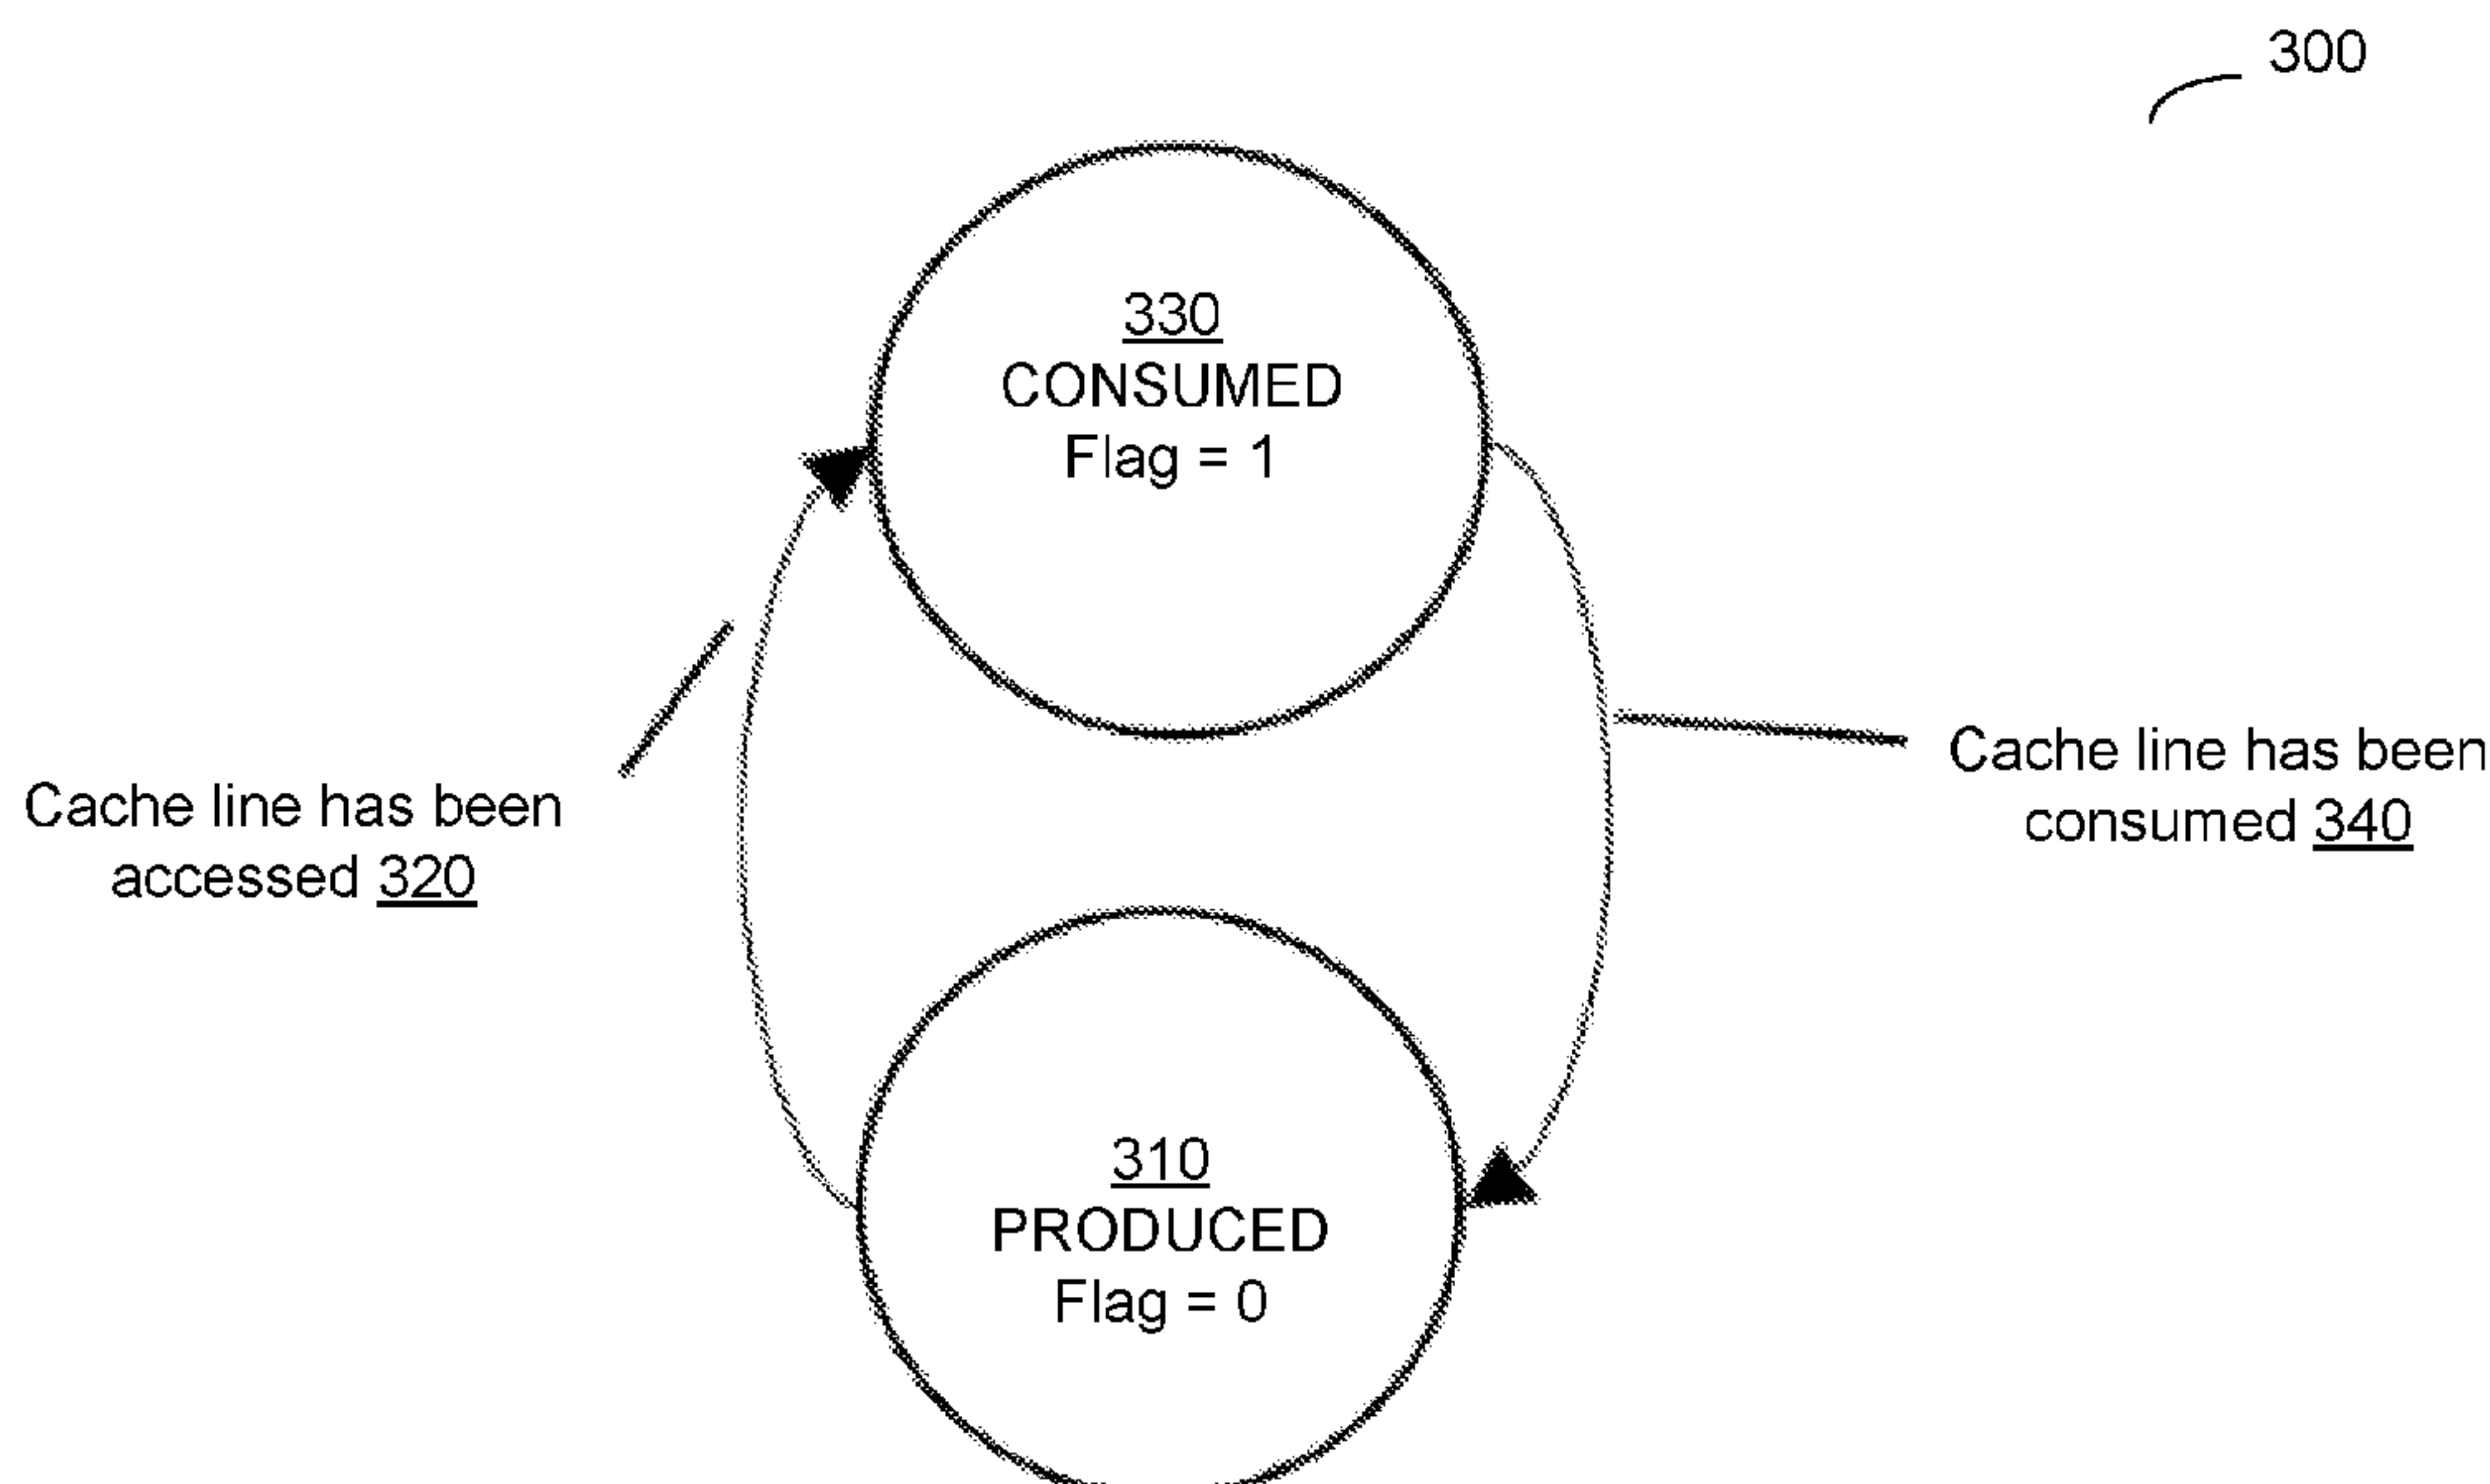 300
330
CONSUMED
Flag = 1
Cache line has been
accessed 320
Cache line has been
consumed 340
310
PRODUCED
Flag = 0